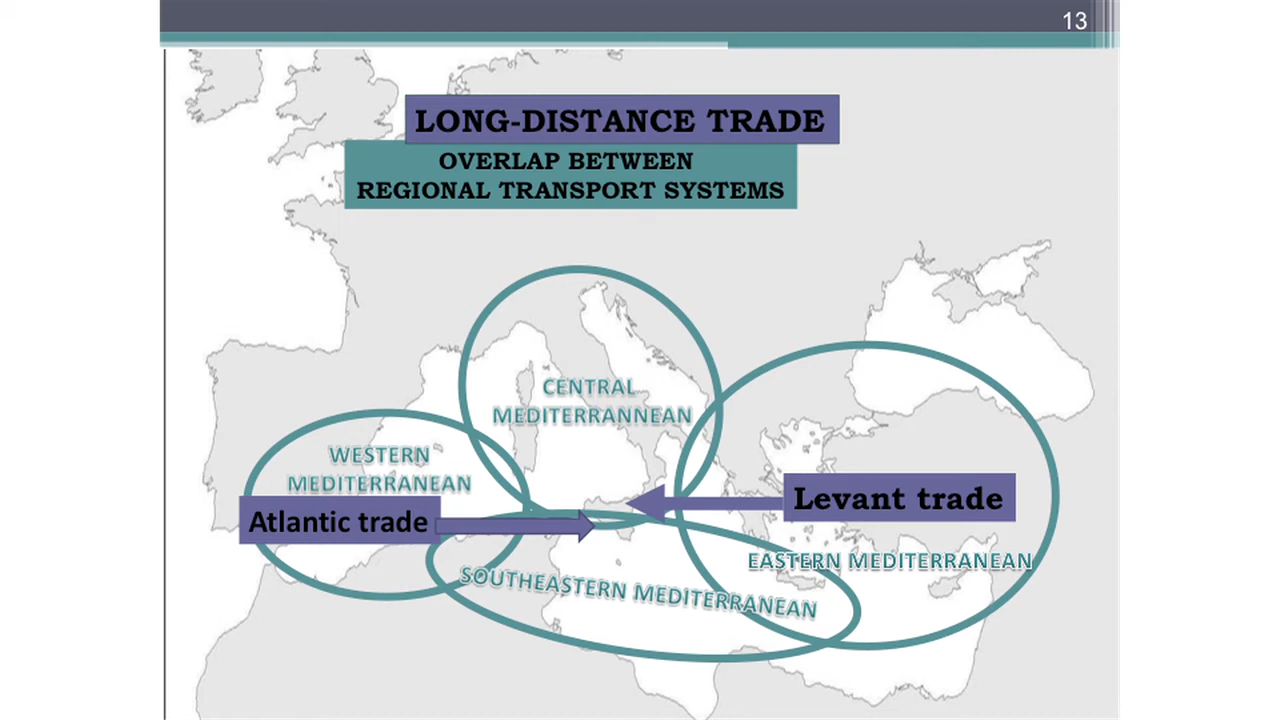 13
LONG-DISTANCE TRADE
OVERLAP BETWEEN
REGIONAL TRANSPORT SYSTEMS
CENTRAL
MEDITERRANNEAN
WESTERN
MEDITERRANEAN
Levant trade
Atlantic trade
EASTERN MEDITERRANEAN
SOUTHEASTERN MEDITERRANEAN